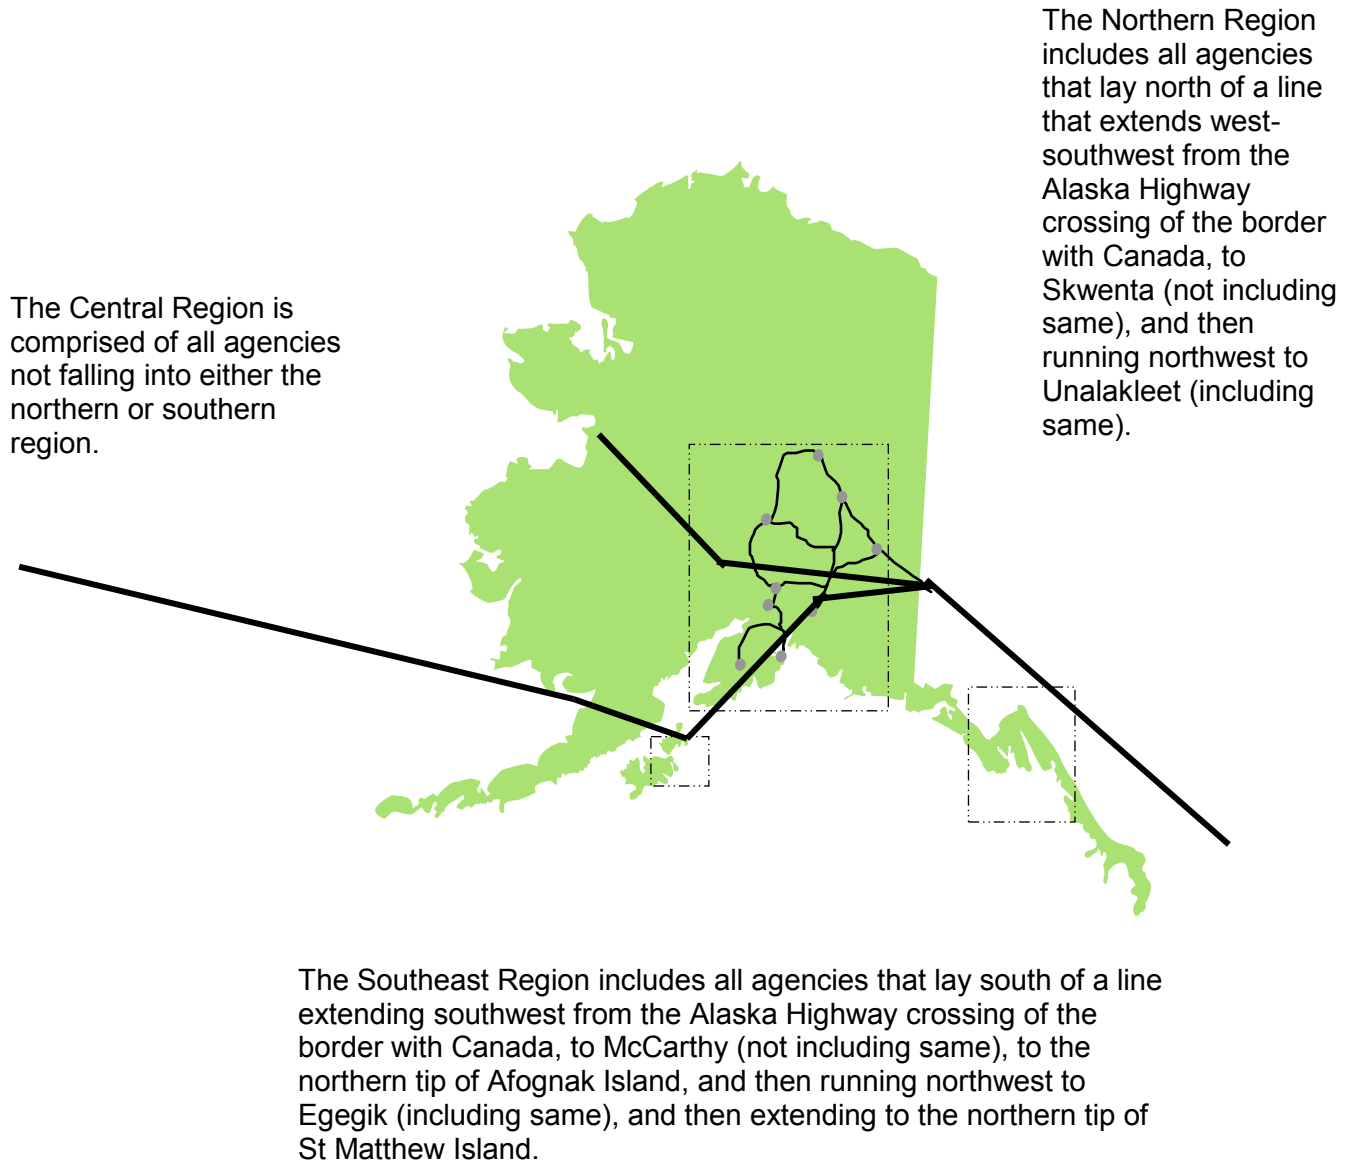 The Northern Region
includes all agencies
that lay north of a line
that extends west-
southwest from the
Alaska Highway
crossing of the border
with Canada, to
Skwenta (not including
same), and then
running northwest to
Unalakleet (including
same).
The Central Region is
comprised of all agencies
not falling into either the
northern or southern
region.
The Southeast Region includes all agencies that lay south of a line
extending southwest from the Alaska Highway crossing of the
border with Canada, to McCarthy (not including same), to the
northern tip of Afognak Island, and then running northwest to
Egegik (including same), and then extending to the northern tip of
St Matthew Island.